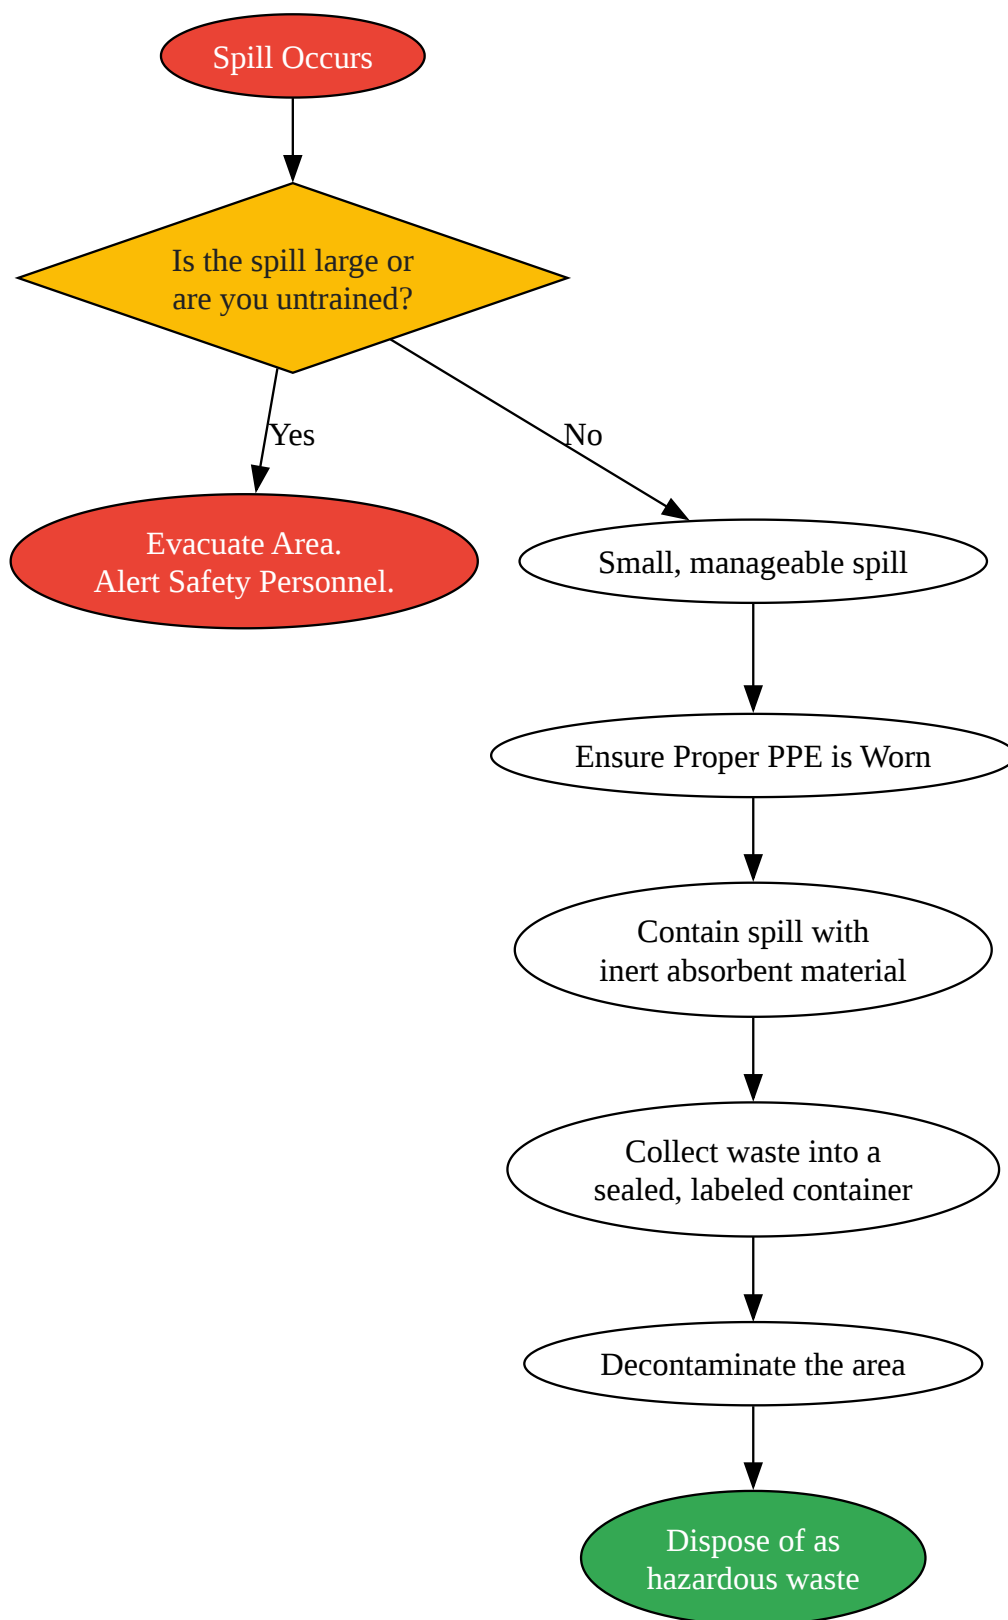 Spill Occurs
Is the spill large or
are you untrained?
Yes
No
Evacuate Area.
Alert Safety Personnel.
Small, manageable spill
Ensure Proper PPE is Worn
Contain spill with
inert absorbent material
Collect waste into a
sealed, labeled container
Decontaminate the area
Dispose of as
hazardous waste